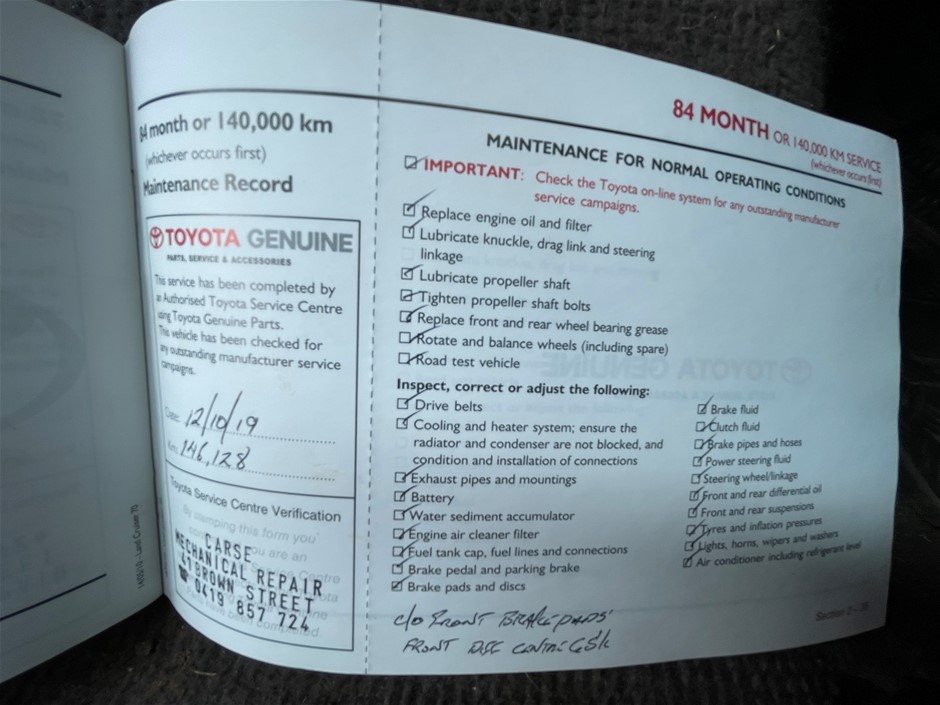 84 month or 140,000 km
(whichever occurs first)
Maintenance Record
TOYOTA GENUINE
PARTS, SERVICE & ACCESSORIES
This service has been completed by
an Authorised Toyota Service Centre
using Toyota Genuine Parts.
This vehicle has been checked for
any outstanding manufacturer service
campaigns.
Date: 12/10/19
Km: 146,128
Toyota Service Centre Verification
By stamping this form you
CARSE
MECHANICAL REPAIR
41 BROWN STREET
0419 857 724
been completed.
Land Cruiser 70
84 MONTH OR 140,000 KM SERVICE
(whichever occurs first)
MAINTENANCE FOR NORMAL OPERATING CONDITIONS
IMPORTANT: Check the Toyota on-line system for any outstanding manufacturer
service campaigns.
Replace engine oil and filter
Lubricate knuckle, drag link and steering
linkage
Lubricate propeller shaft
Tighten propeller shaft bolts
Replace front and rear wheel bearing grease
Rotate and balance wheels (including spare)
Road test vehicle
Inspect, correct or adjust the following:
Drive belts
Cooling and heater system; ensure the
radiator and condenser are not blocked, and
condition and installation of connections
Exhaust pipes and mountings
Battery
Water sediment accumulator
Engine air cleaner filter
Fuel tank cap, fuel lines and connections
Brake pedal and parking brake
Brake pads and discs
Brake fluid
Clutch fluid
Brake pipes and hoses
Power steering fluid
Steering wheel/linkage
Front and rear differential oil
Front and rear suspensions
Tyres and inflation pressures
Lights, horns, wipers and washers
Air conditioner including refrigerant level
c/o FRONT BRAKE PADS
FRONT DISC